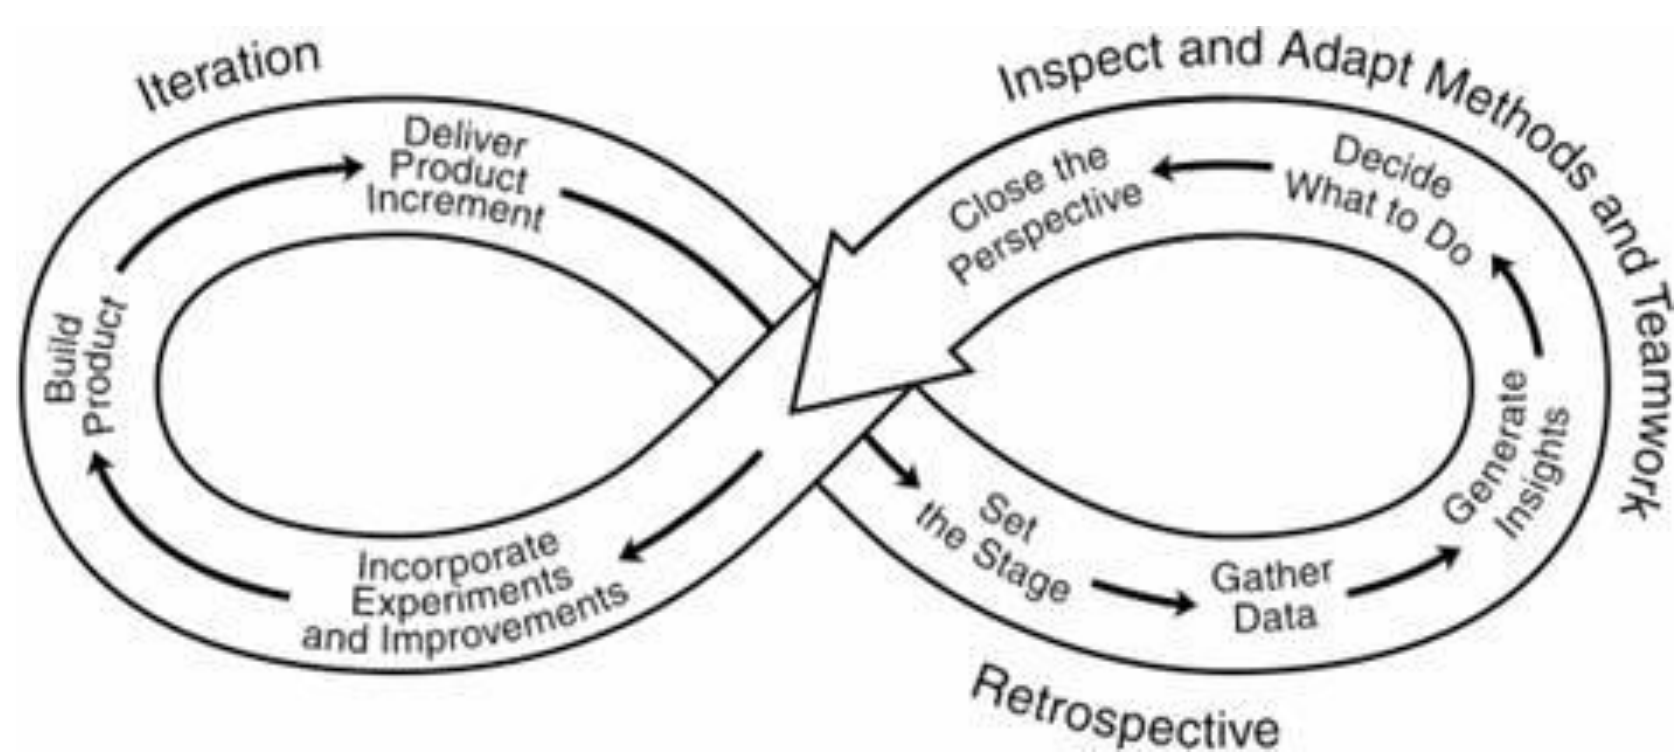 Iteration
Deliver
Product
Increment
Build
Product
Incorporate
Experiments
and Improvements
Inspect and Adapt Methods and Teamwork
Close the
Perspective
Decide
What to Do
Generate
Insights
Gather
Data
Set
the Stage
Retrospective